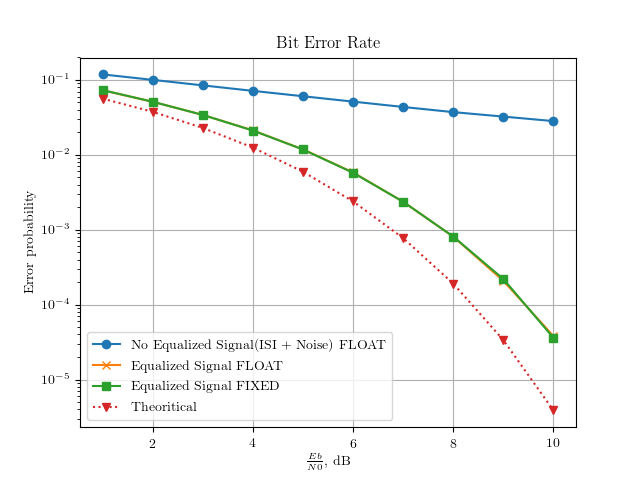 Bit Error Rate
10⁻¹
10⁻²
10⁻³
10⁻⁴
10⁻⁵
Error probability
No Equalized Signal(ISI + Noise) FLOAT
Equalized Signal FLOAT
Equalized Signal FIXED
Theoritical
2 4 6 8 10
Eb/N0, dB